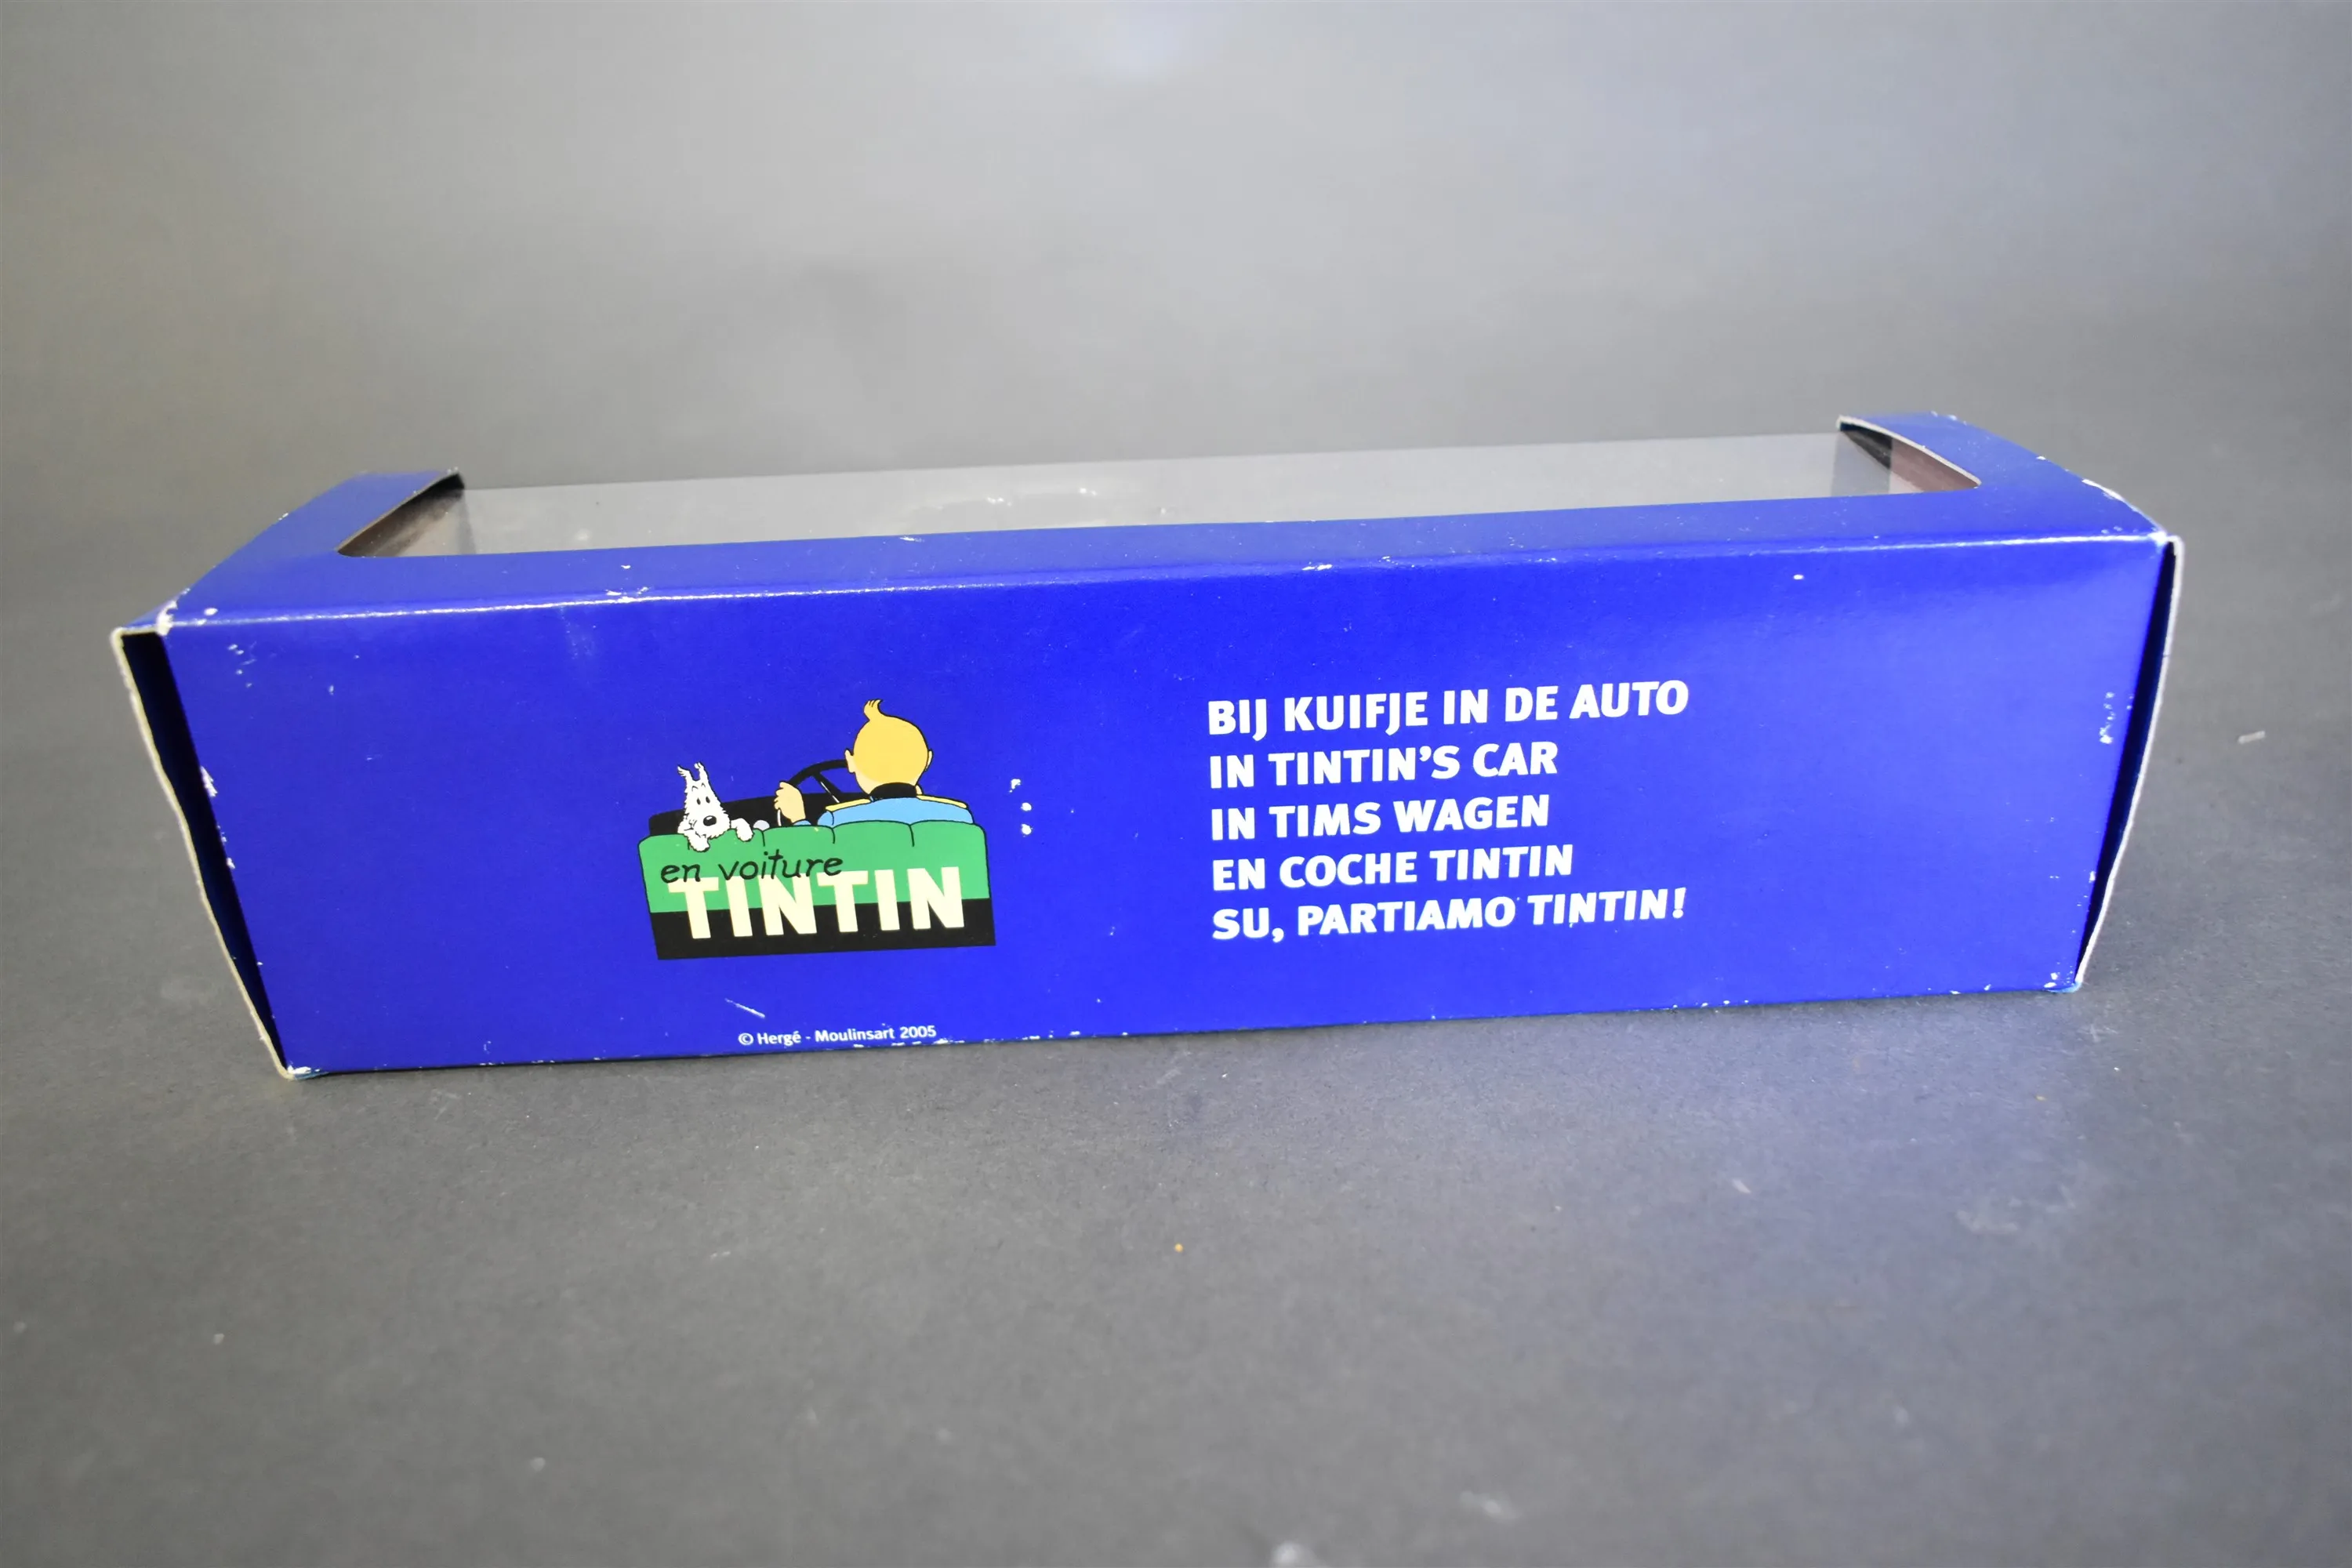 en voiture
TINTIN
© Hergé - Moulinsart 2005
BIJ KUIFJE IN DE AUTO
IN TINTIN'S CAR
IN TIMS WAGEN
EN COCHE TINTIN
SU, PARTIAMO TINTIN!